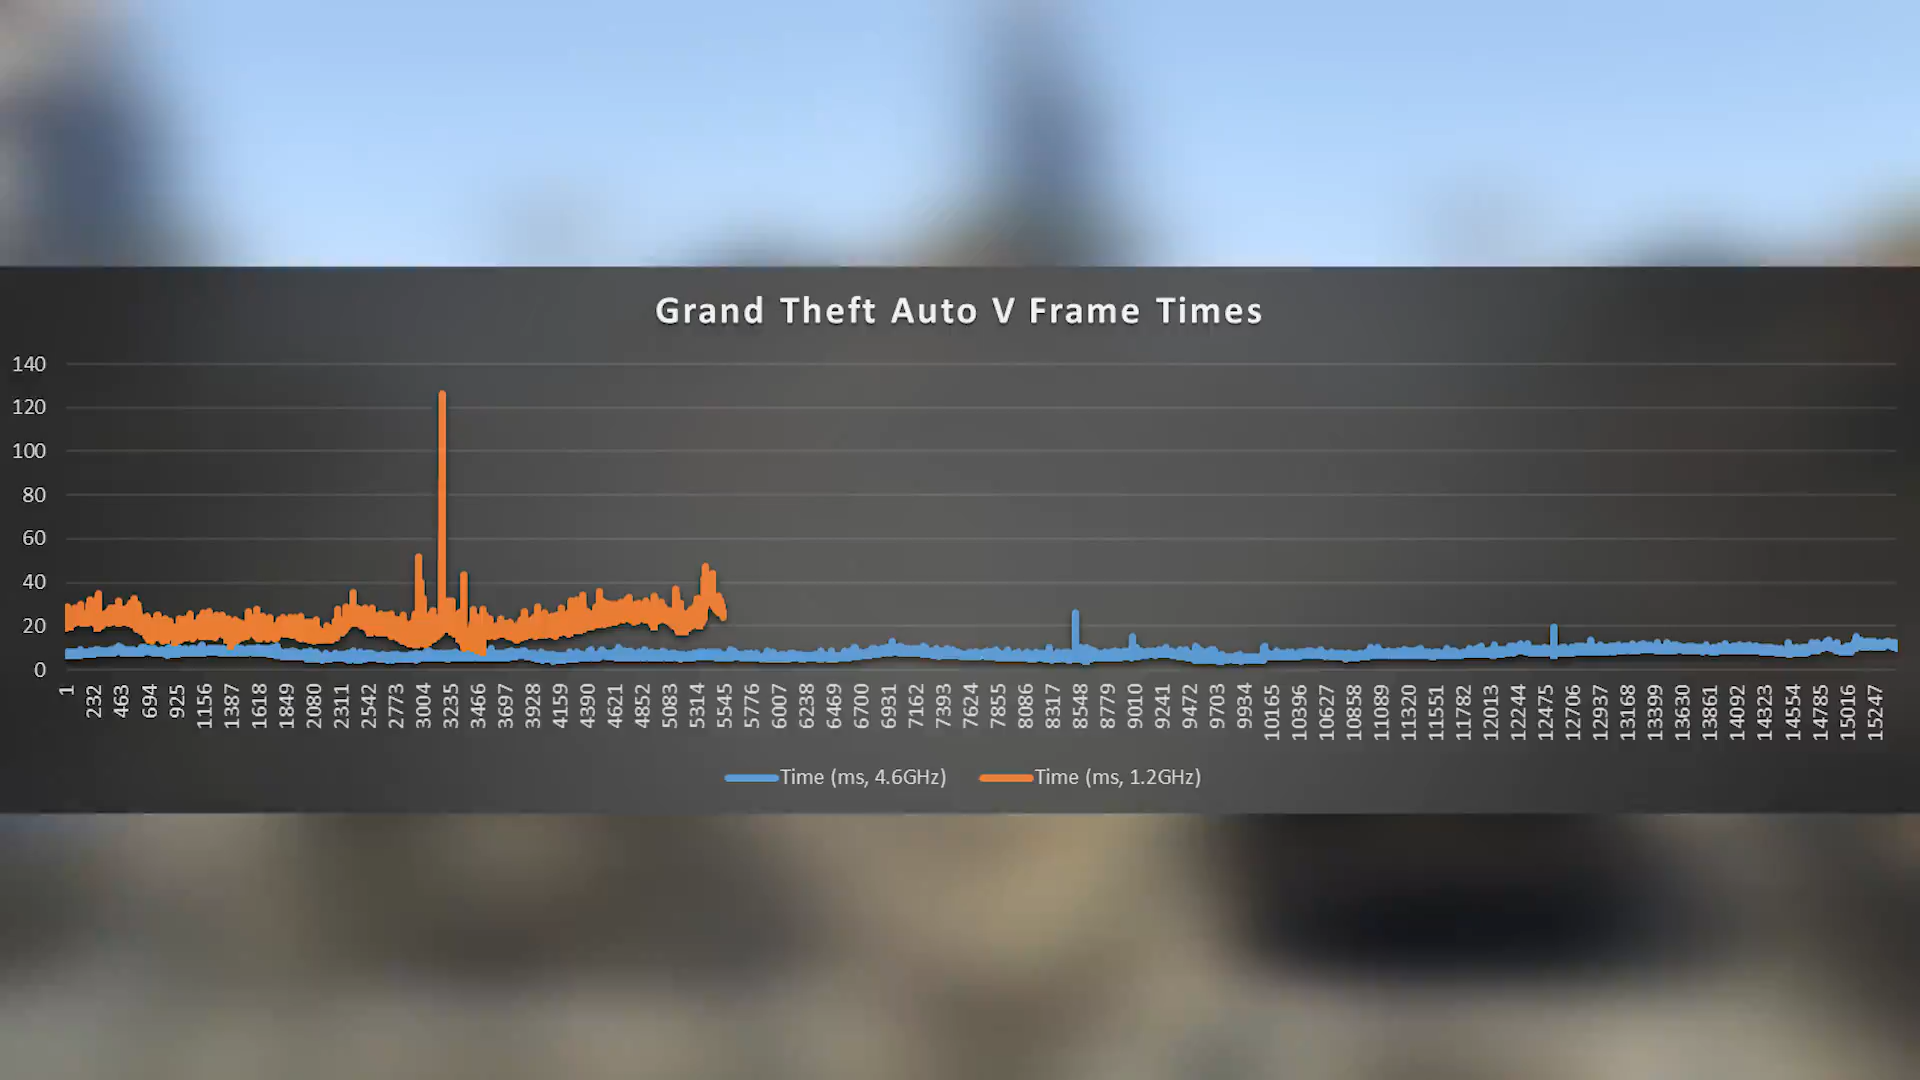 Grand Theft Auto V Frame Times
140
120
100
80
60
40
20
0
1 232 463 694 925 1156 1387 1618 1849 2080 2311 2542 2773 3004 3235 3466 3697 3928 4159 4390 4621 4852 5083 5314 5545 5776 6007 6238 6469 6700 6931 7162 7393 7624 7855 8086 8317 8548 8779 9010 9241 9472 9703 9934 10165 10396 10627 10858 11089 11320 11551 11782 12013 12244 12475 12706 12937 13168 13399 13630 13861 14092 14323 14554 14785 15016 15247
Time (ms, 4.6GHz) Time (ms, 1.2GHz)